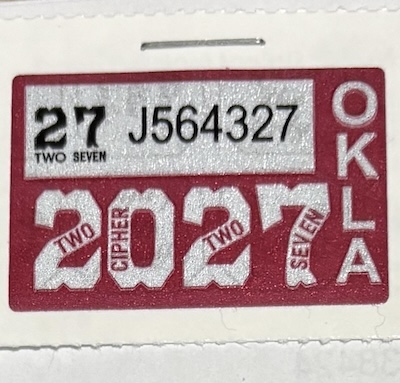 27 J564327
TWO SEVEN
2027
TWO CIPHER TWO SEVEN
OKLA